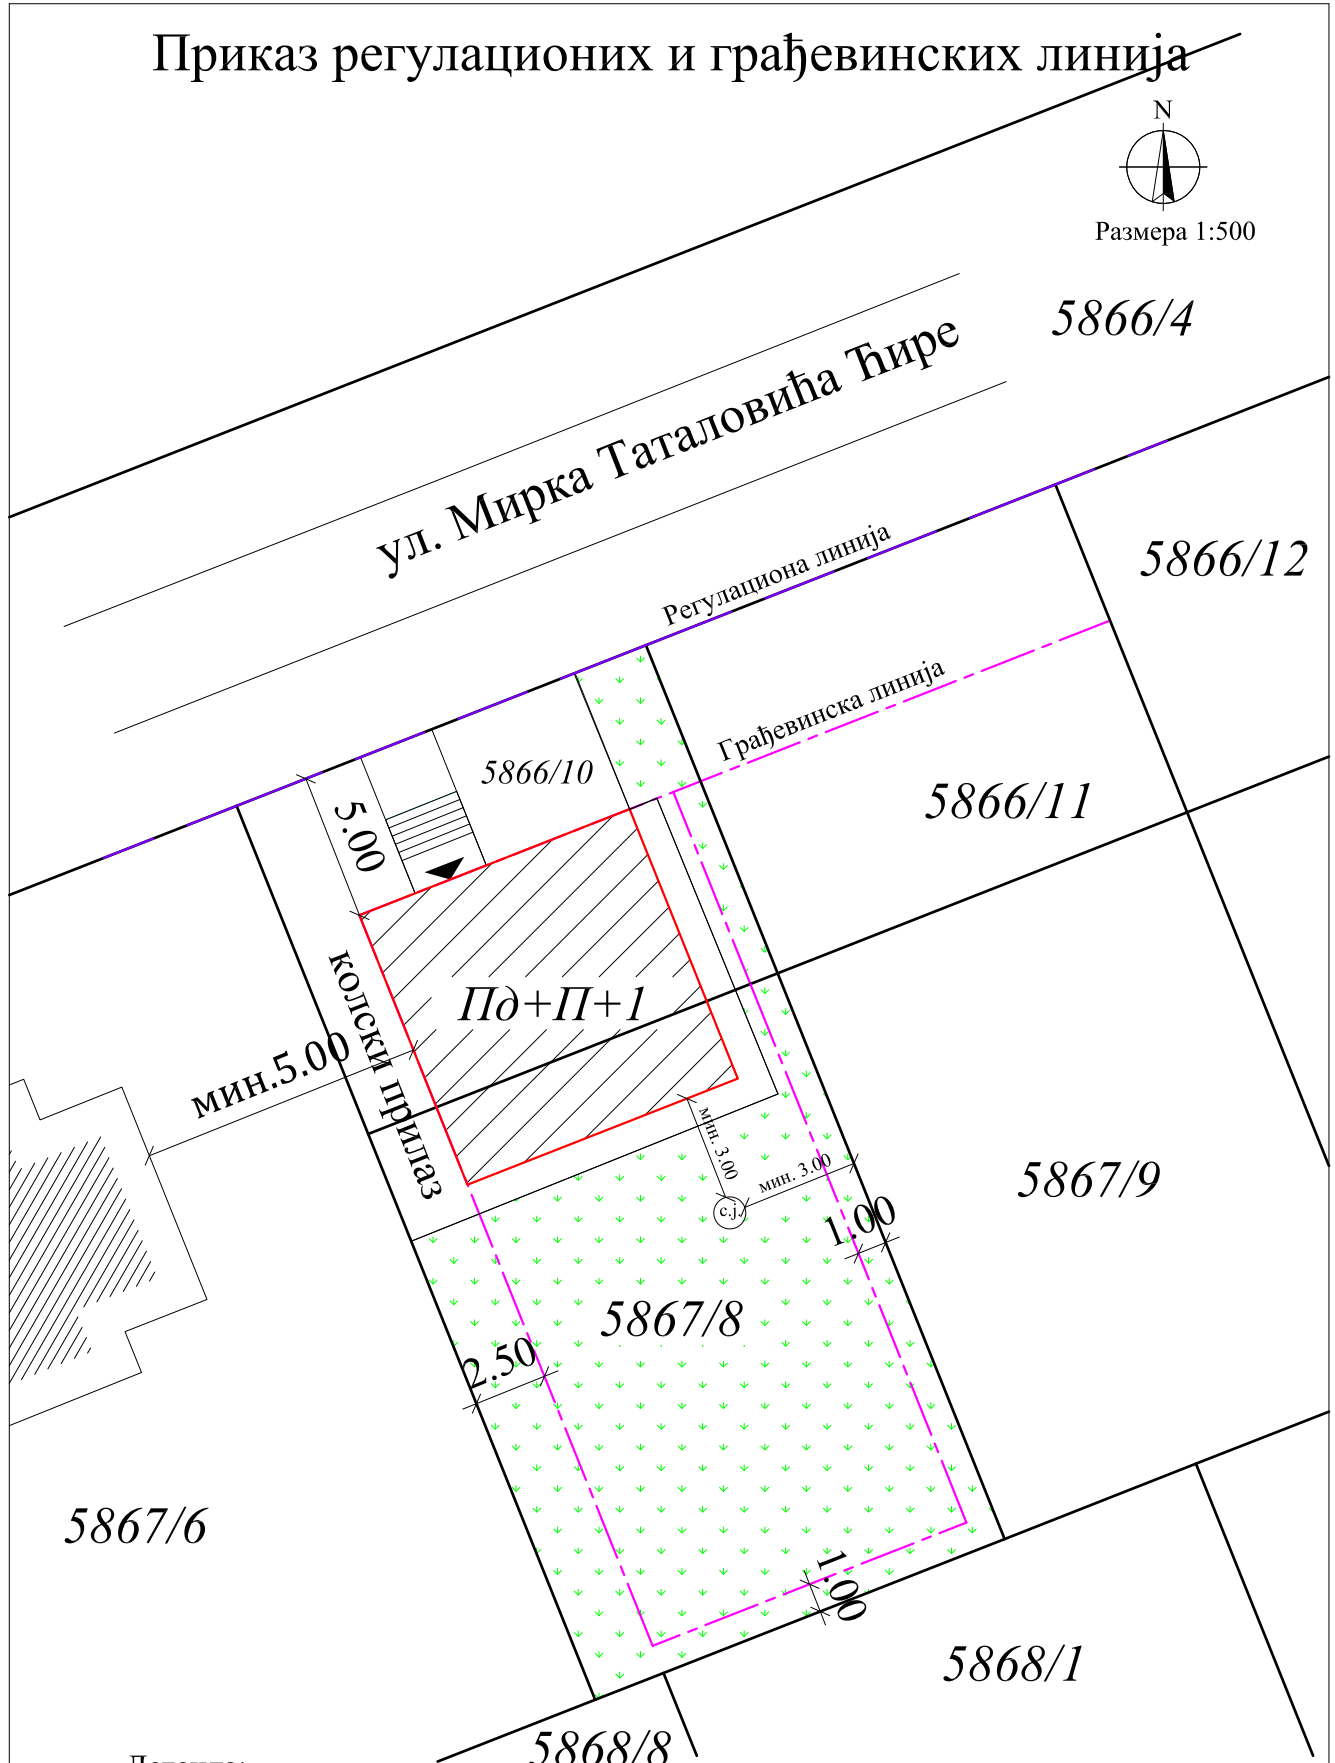 Приказ регулационих и грађевинских линија
N
Размера 1:500
5866/4
ул. Мирка Таталовића Ћире
5866/12
Регулациона линија
Грађевинска линија
5866/10
5866/11
5.00
Пд+П+1
колски прилаз
мин.5.00
мин. 3.00
мин. 3.00
с.ј.
5867/9
1.00
5867/8
2.50
5867/6
1.00
5868/1
5868/8
Легенда: